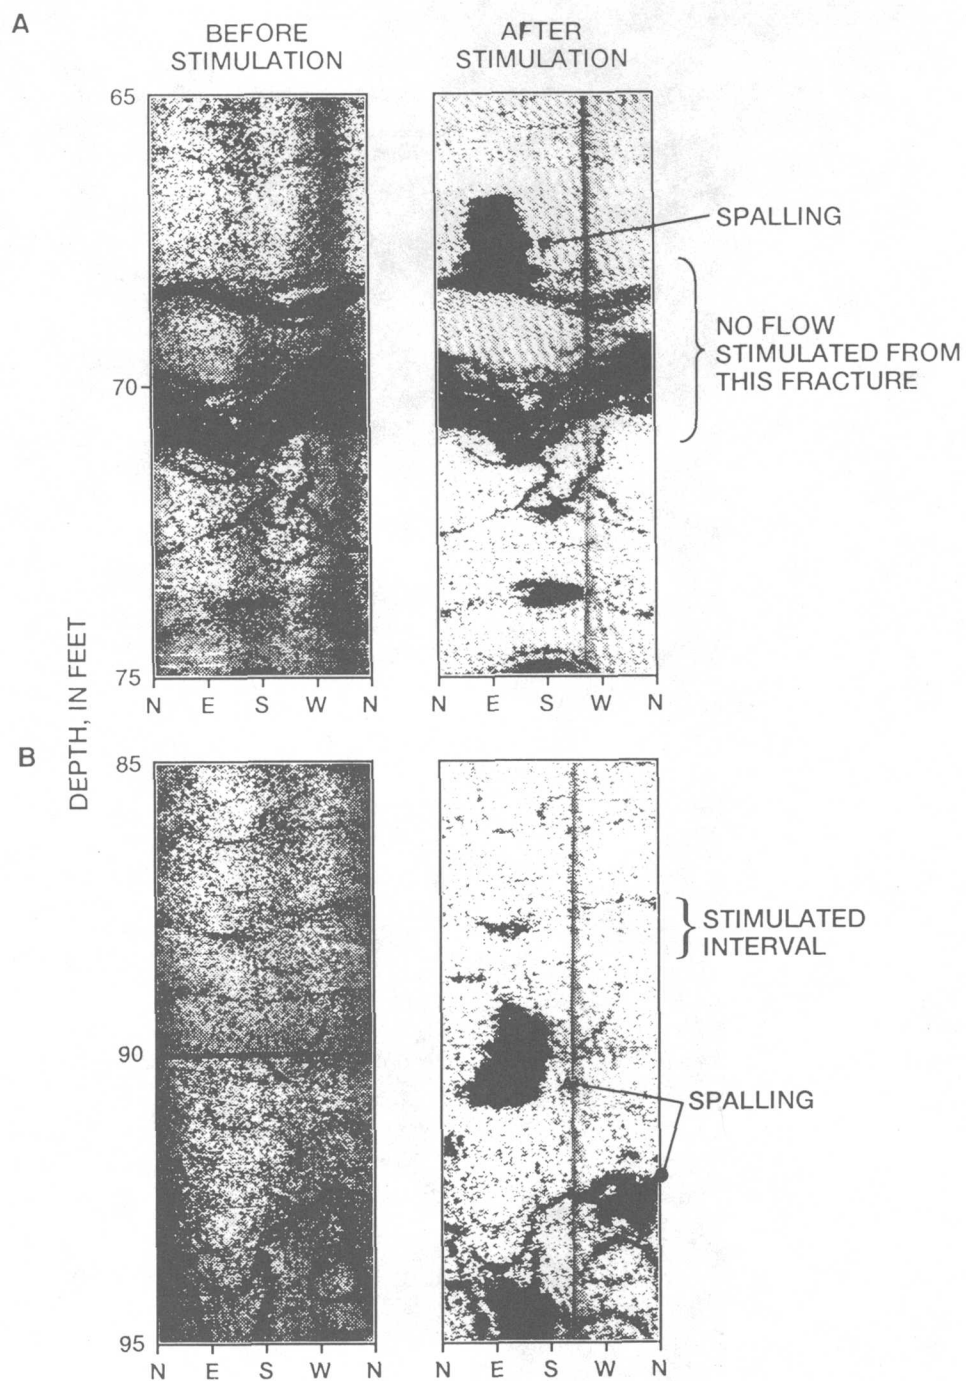 A
BEFORE
STIMULATION
AFTER
STIMULATION
65
SPALLING
NO FLOW
STIMULATED FROM
THIS FRACTURE
70
75
N E S W N
N E S W N
DEPTH, IN FEET
B
85
STIMULATED
INTERVAL
90
SPALLING
95
N E S W N
N E S W N